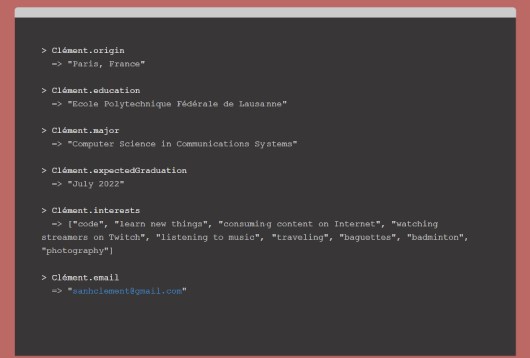 > Clément.origin
=> "Paris, France"
> Clément.education
=> "Ecole Polytechnique Fédérale de Lausanne"
> Clément.major
=> "Computer Science in Communications Systems"
> Clément.expectedGraduation
=> "July 2022"
> Clément.interests
=> ["code", "learn new things", "consuming content on Internet", "watching
streamers on Twitch", "listening to music", "traveling", "baguettes", "badminton",
"photography"]
> Clément.email
=> "sanhclement@gmail.com"